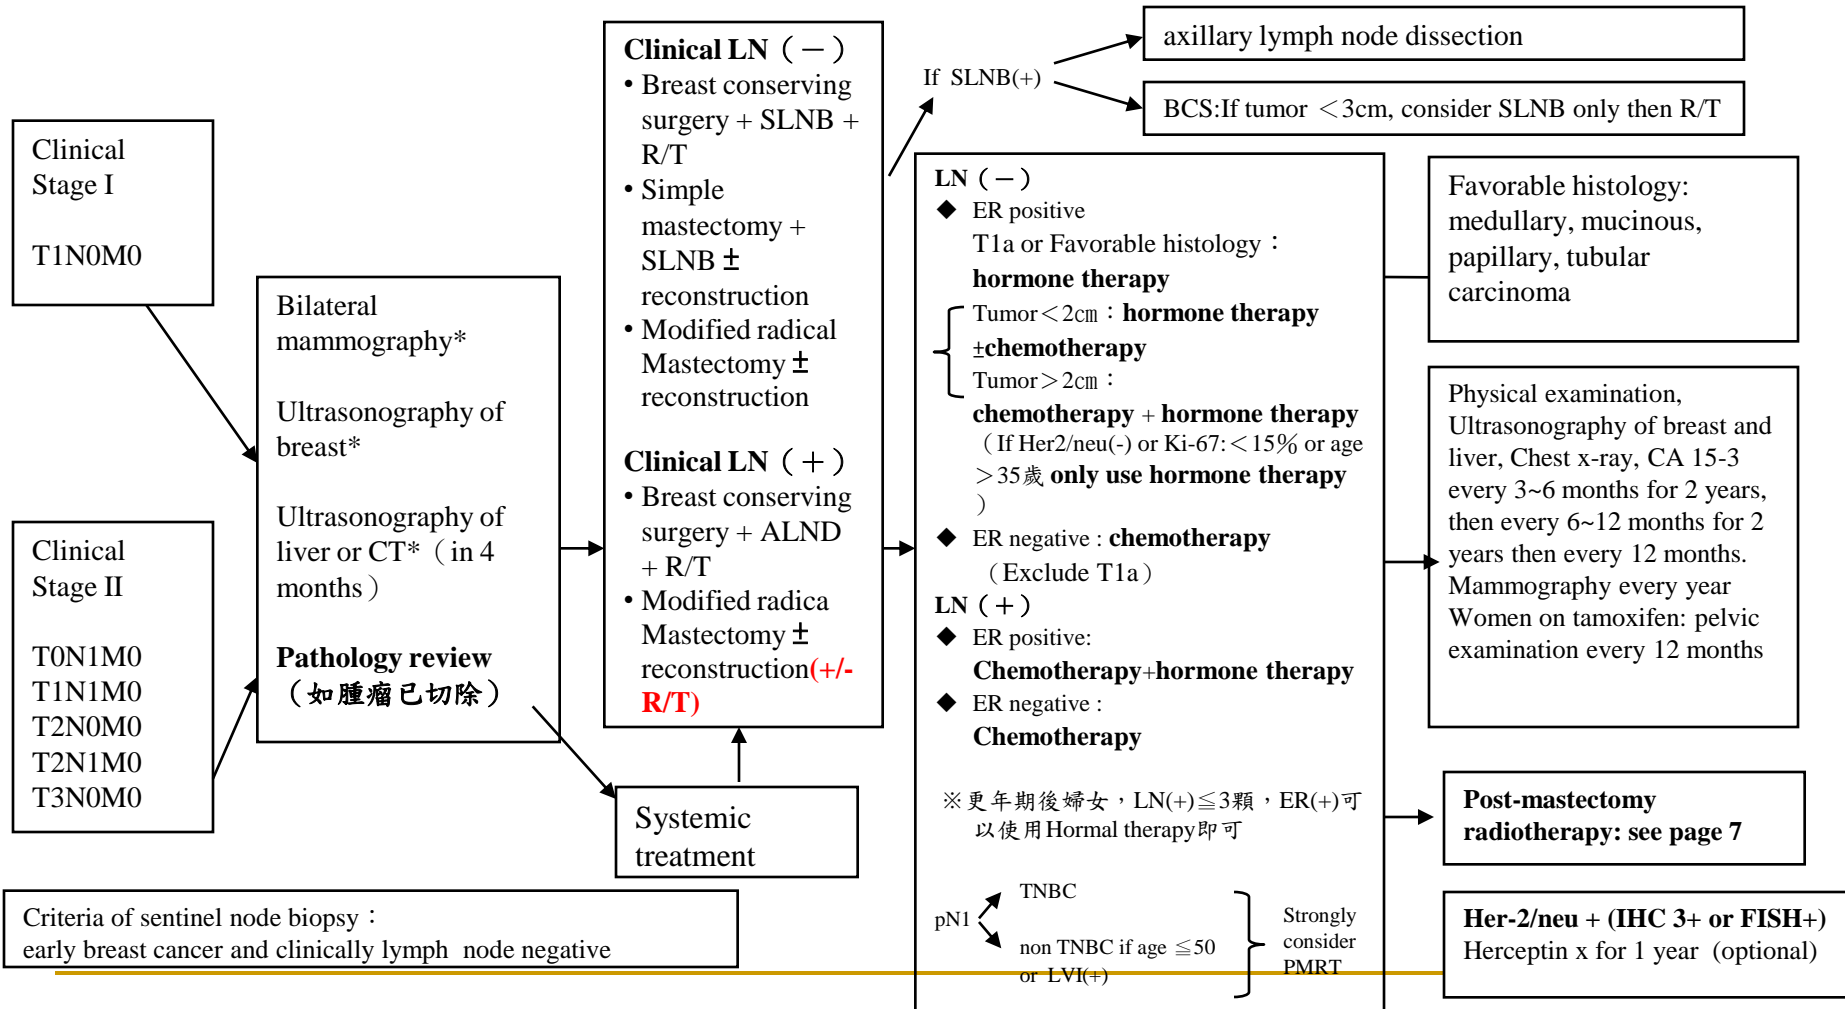 Clinical
Stage I
T1N0M0
Clinical
Stage II
T0N1M0
T1N1M0
T2N0M0
T2N1M0
T3N0M0
Bilateral
mammography*
Ultrasonography of
breast*
Ultrasonography of
liver or CT*（in 4
months）
Pathology review
（如腫瘤已切除）
Systemic
treatment
Clinical LN（－）
• Breast conserving
surgery + SLNB +
R/T
• Simple
mastectomy +
SLNB ±
reconstruction
• Modified radical
Mastectomy ±
reconstruction
Clinical LN（＋）
• Breast conserving
surgery + ALND
+ R/T
• Modified radica
Mastectomy ±
reconstruction(+/-
R/T)
If SLNB(+)
axillary lymph node dissection
BCS:If tumor ＜3cm, consider SLNB only then R/T
LN（－）
◆ ER positive
T1a or Favorable histology：
hormone therapy
Tumor＜2㎝：hormone therapy
±chemotherapy
Tumor＞2㎝：
chemotherapy + hormone therapy
（If Her2/neu(-) or Ki-67:＜15% or age
＞35歲 only use hormone therapy
）
◆ ER negative : chemotherapy
（Exclude T1a）
LN（＋）
◆ ER positive:
Chemotherapy+hormone therapy
◆ ER negative :
Chemotherapy
※更年期後婦女，LN(+)≦3顆，ER(+)可
以使用Hormal therapy即可
pN1
TNBC
non TNBC if age ≦50
or LVI(+)
Strongly
consider
PMRT
Favorable histology:
medullary, mucinous,
papillary, tubular
carcinoma
Physical examination,
Ultrasonography of breast and
liver, Chest x-ray, CA 15-3
every 3~6 months for 2 years,
then every 6~12 months for 2
years then every 12 months.
Mammography every year
Women on tamoxifen: pelvic
examination every 12 months
Post-mastectomy
radiotherapy: see page 7
Her-2/neu + (IHC 3+ or FISH+)
Herceptin x for 1 year (optional)
Criteria of sentinel node biopsy：
early breast cancer and clinically lymph node negative